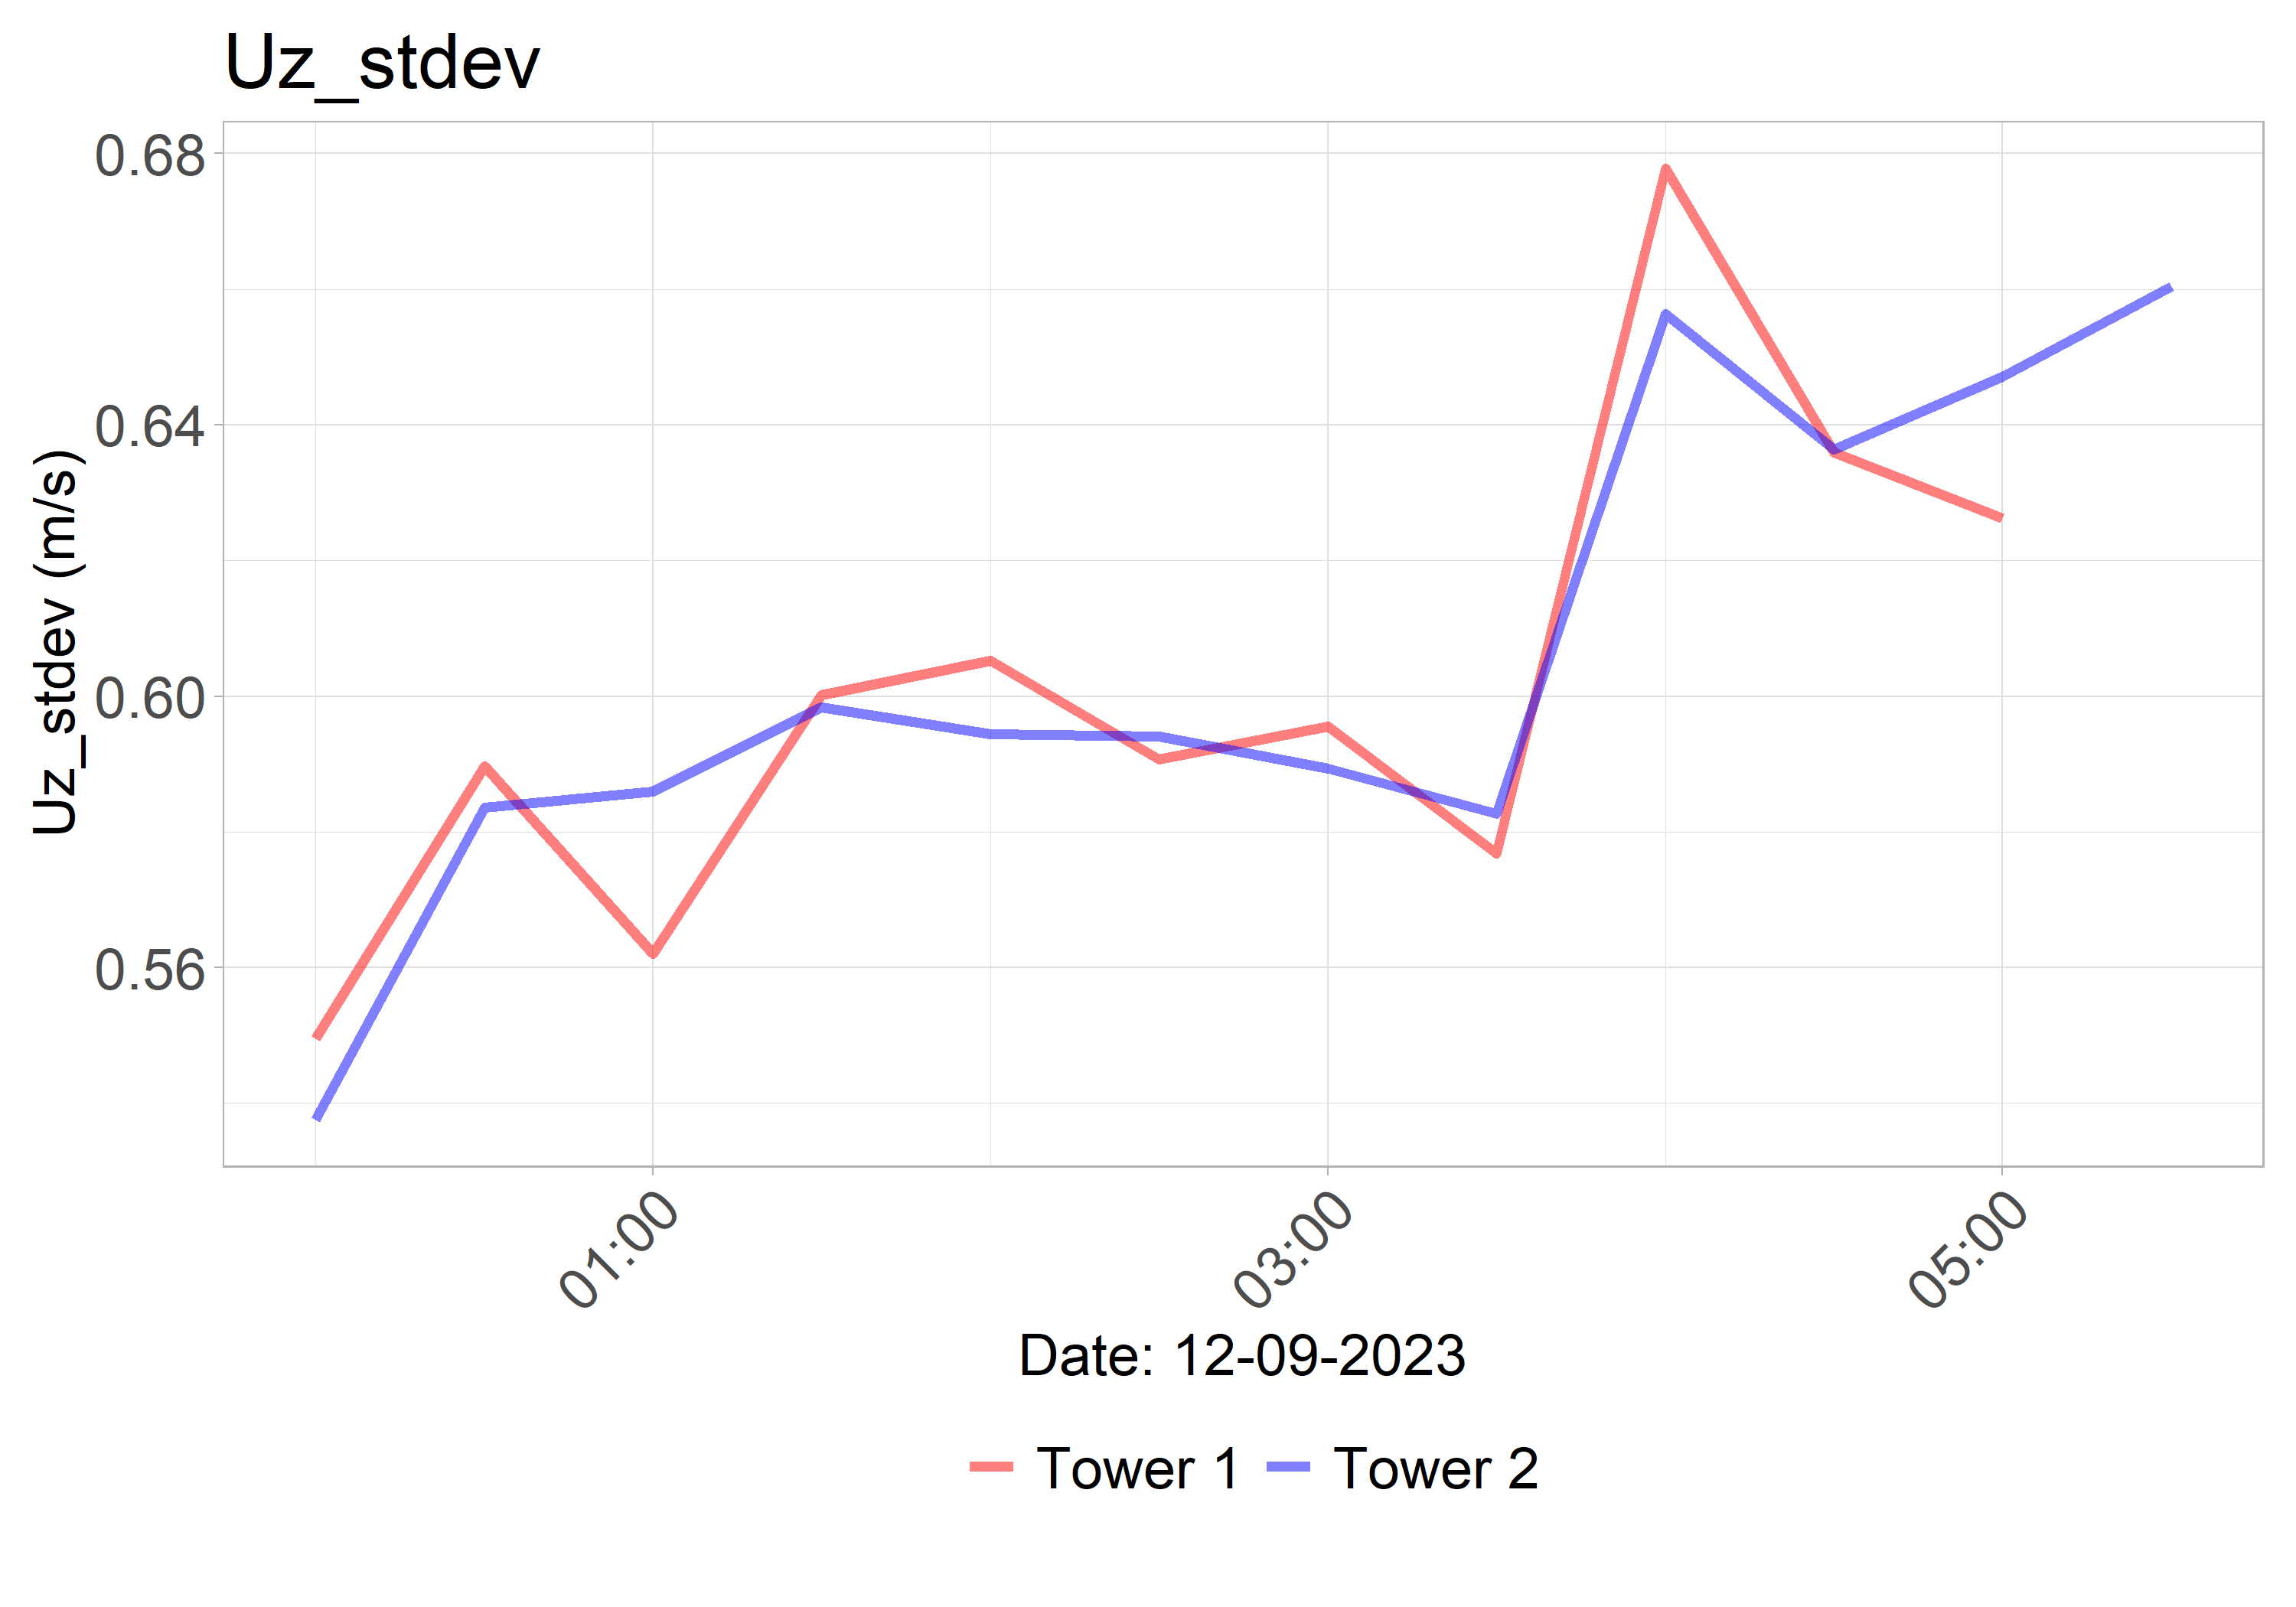 Uz_stdev
0.68
0.64
0.60
0.56
Uz_stdev (m/s)
01:00
03:00
05:00
Date: 12-09-2023
Tower 1
Tower 2